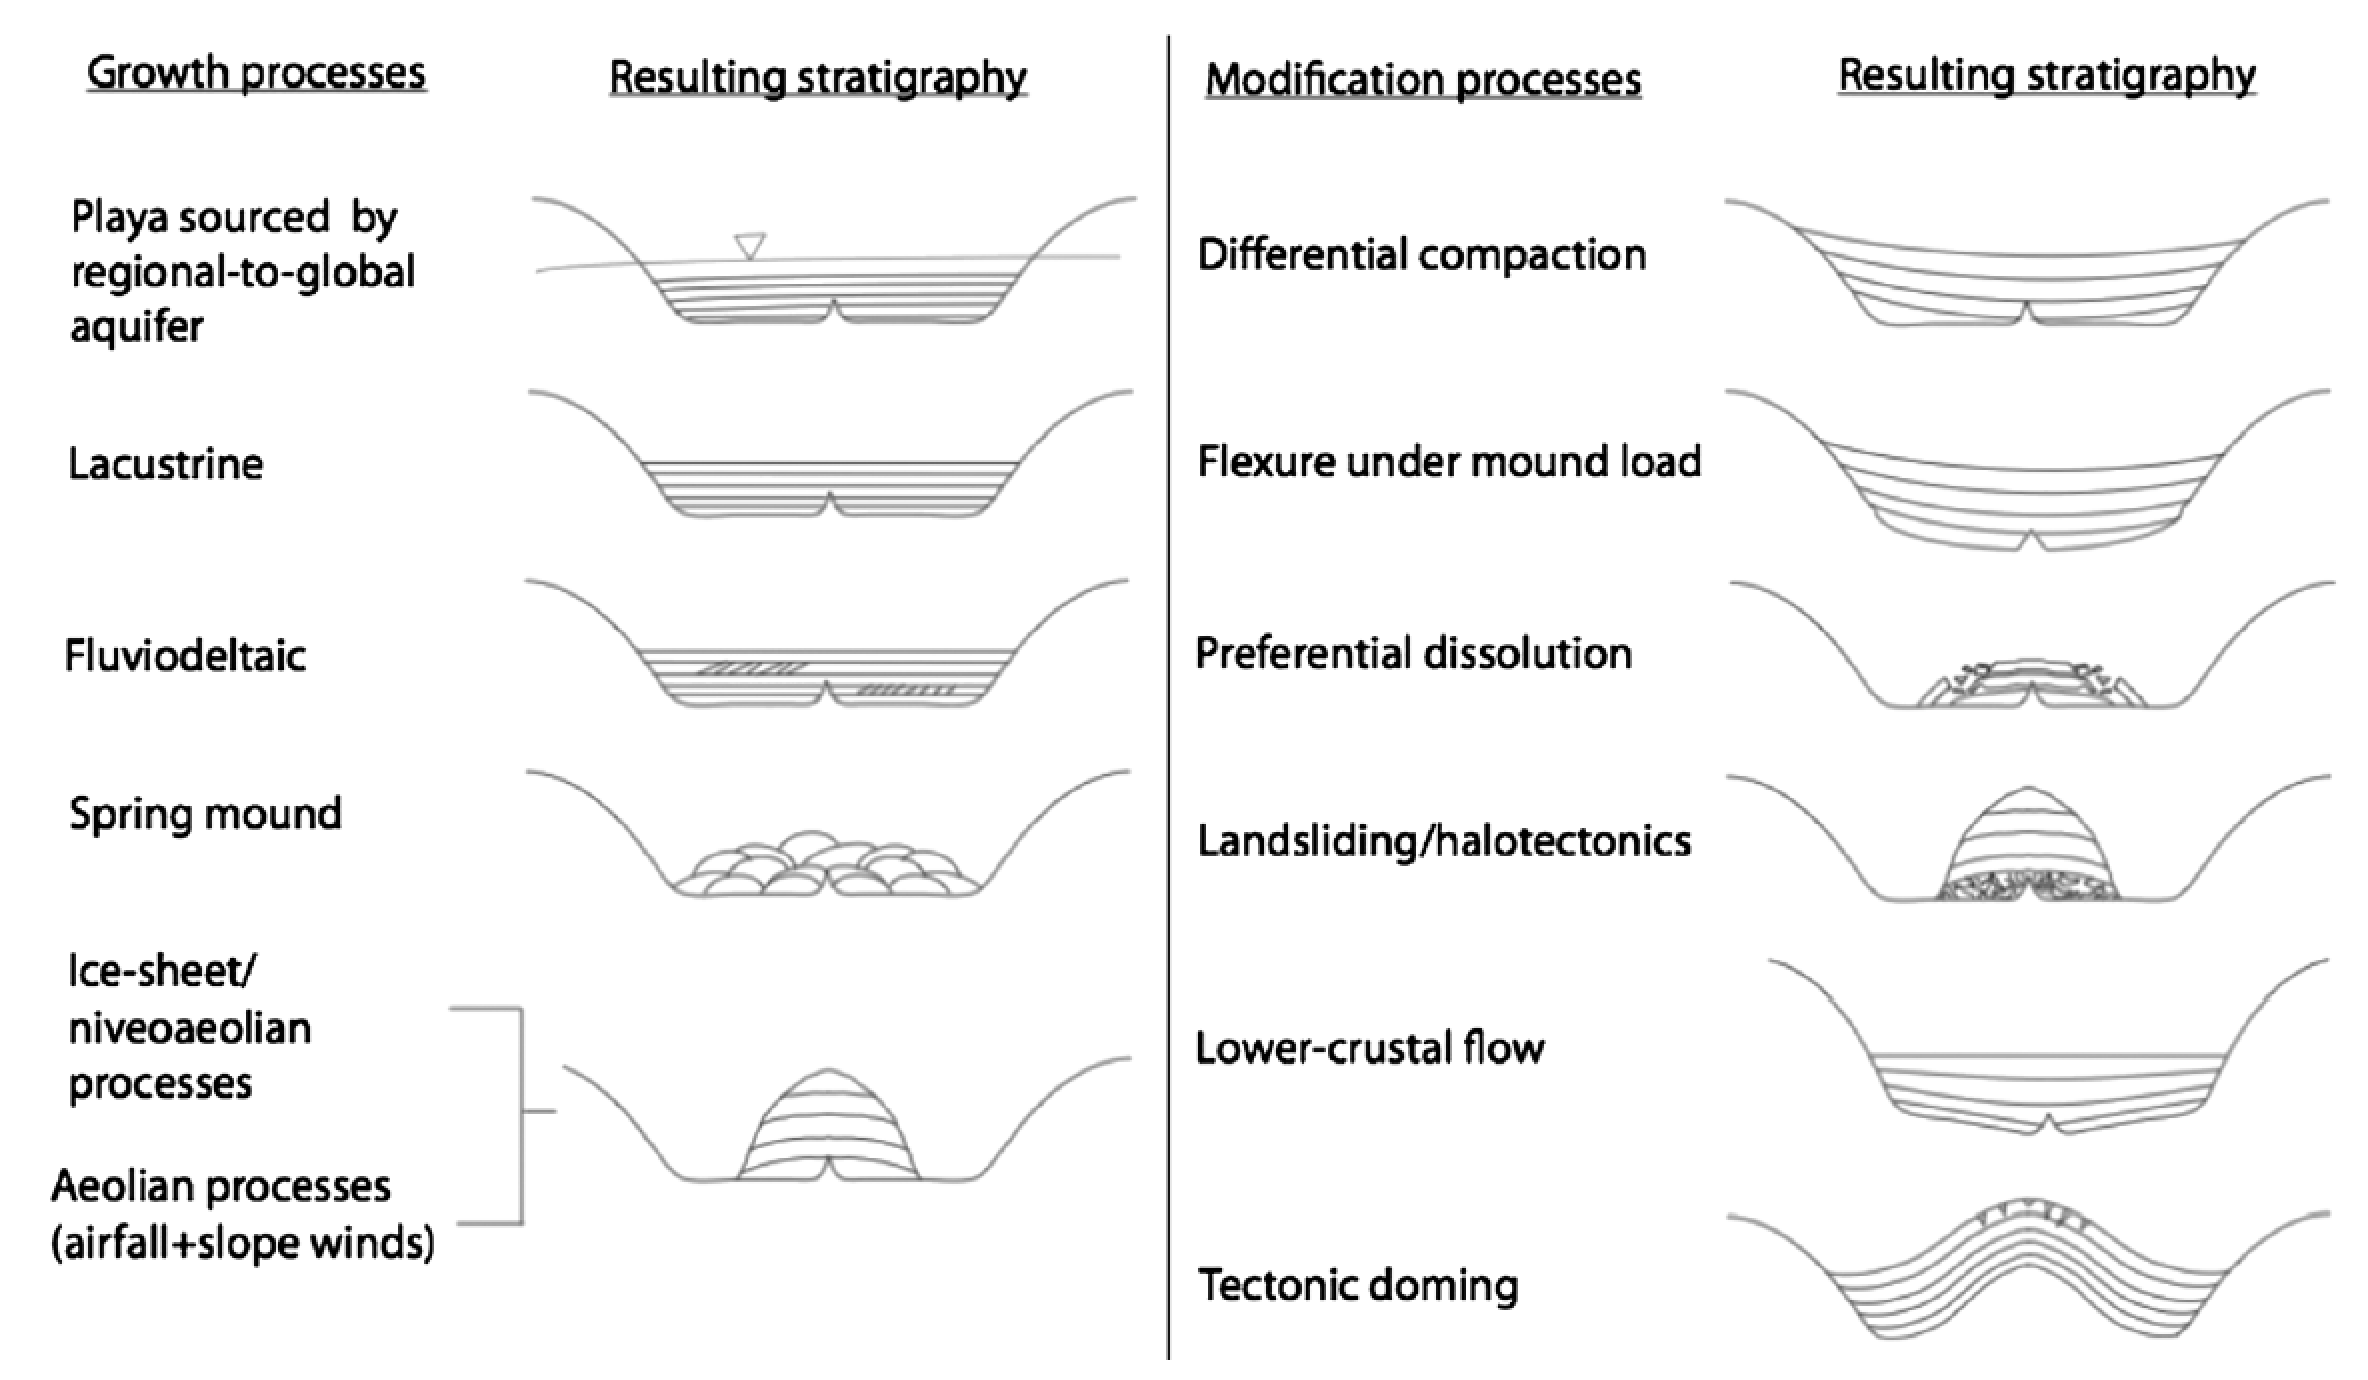 Growth processes
Resulting stratigraphy
Playa sourced by
regional-to-global
aquifer
Lacustrine
Fluviodeltaic
Spring mound
Ice-sheet/
niveoaeolian
processes
Aeolian processes
(airfall+slope winds)
Modification processes
Resulting stratigraphy
Differential compaction
Flexure under mound load
Preferential dissolution
Landsliding/halotectonics
Lower-crustal flow
Tectonic doming